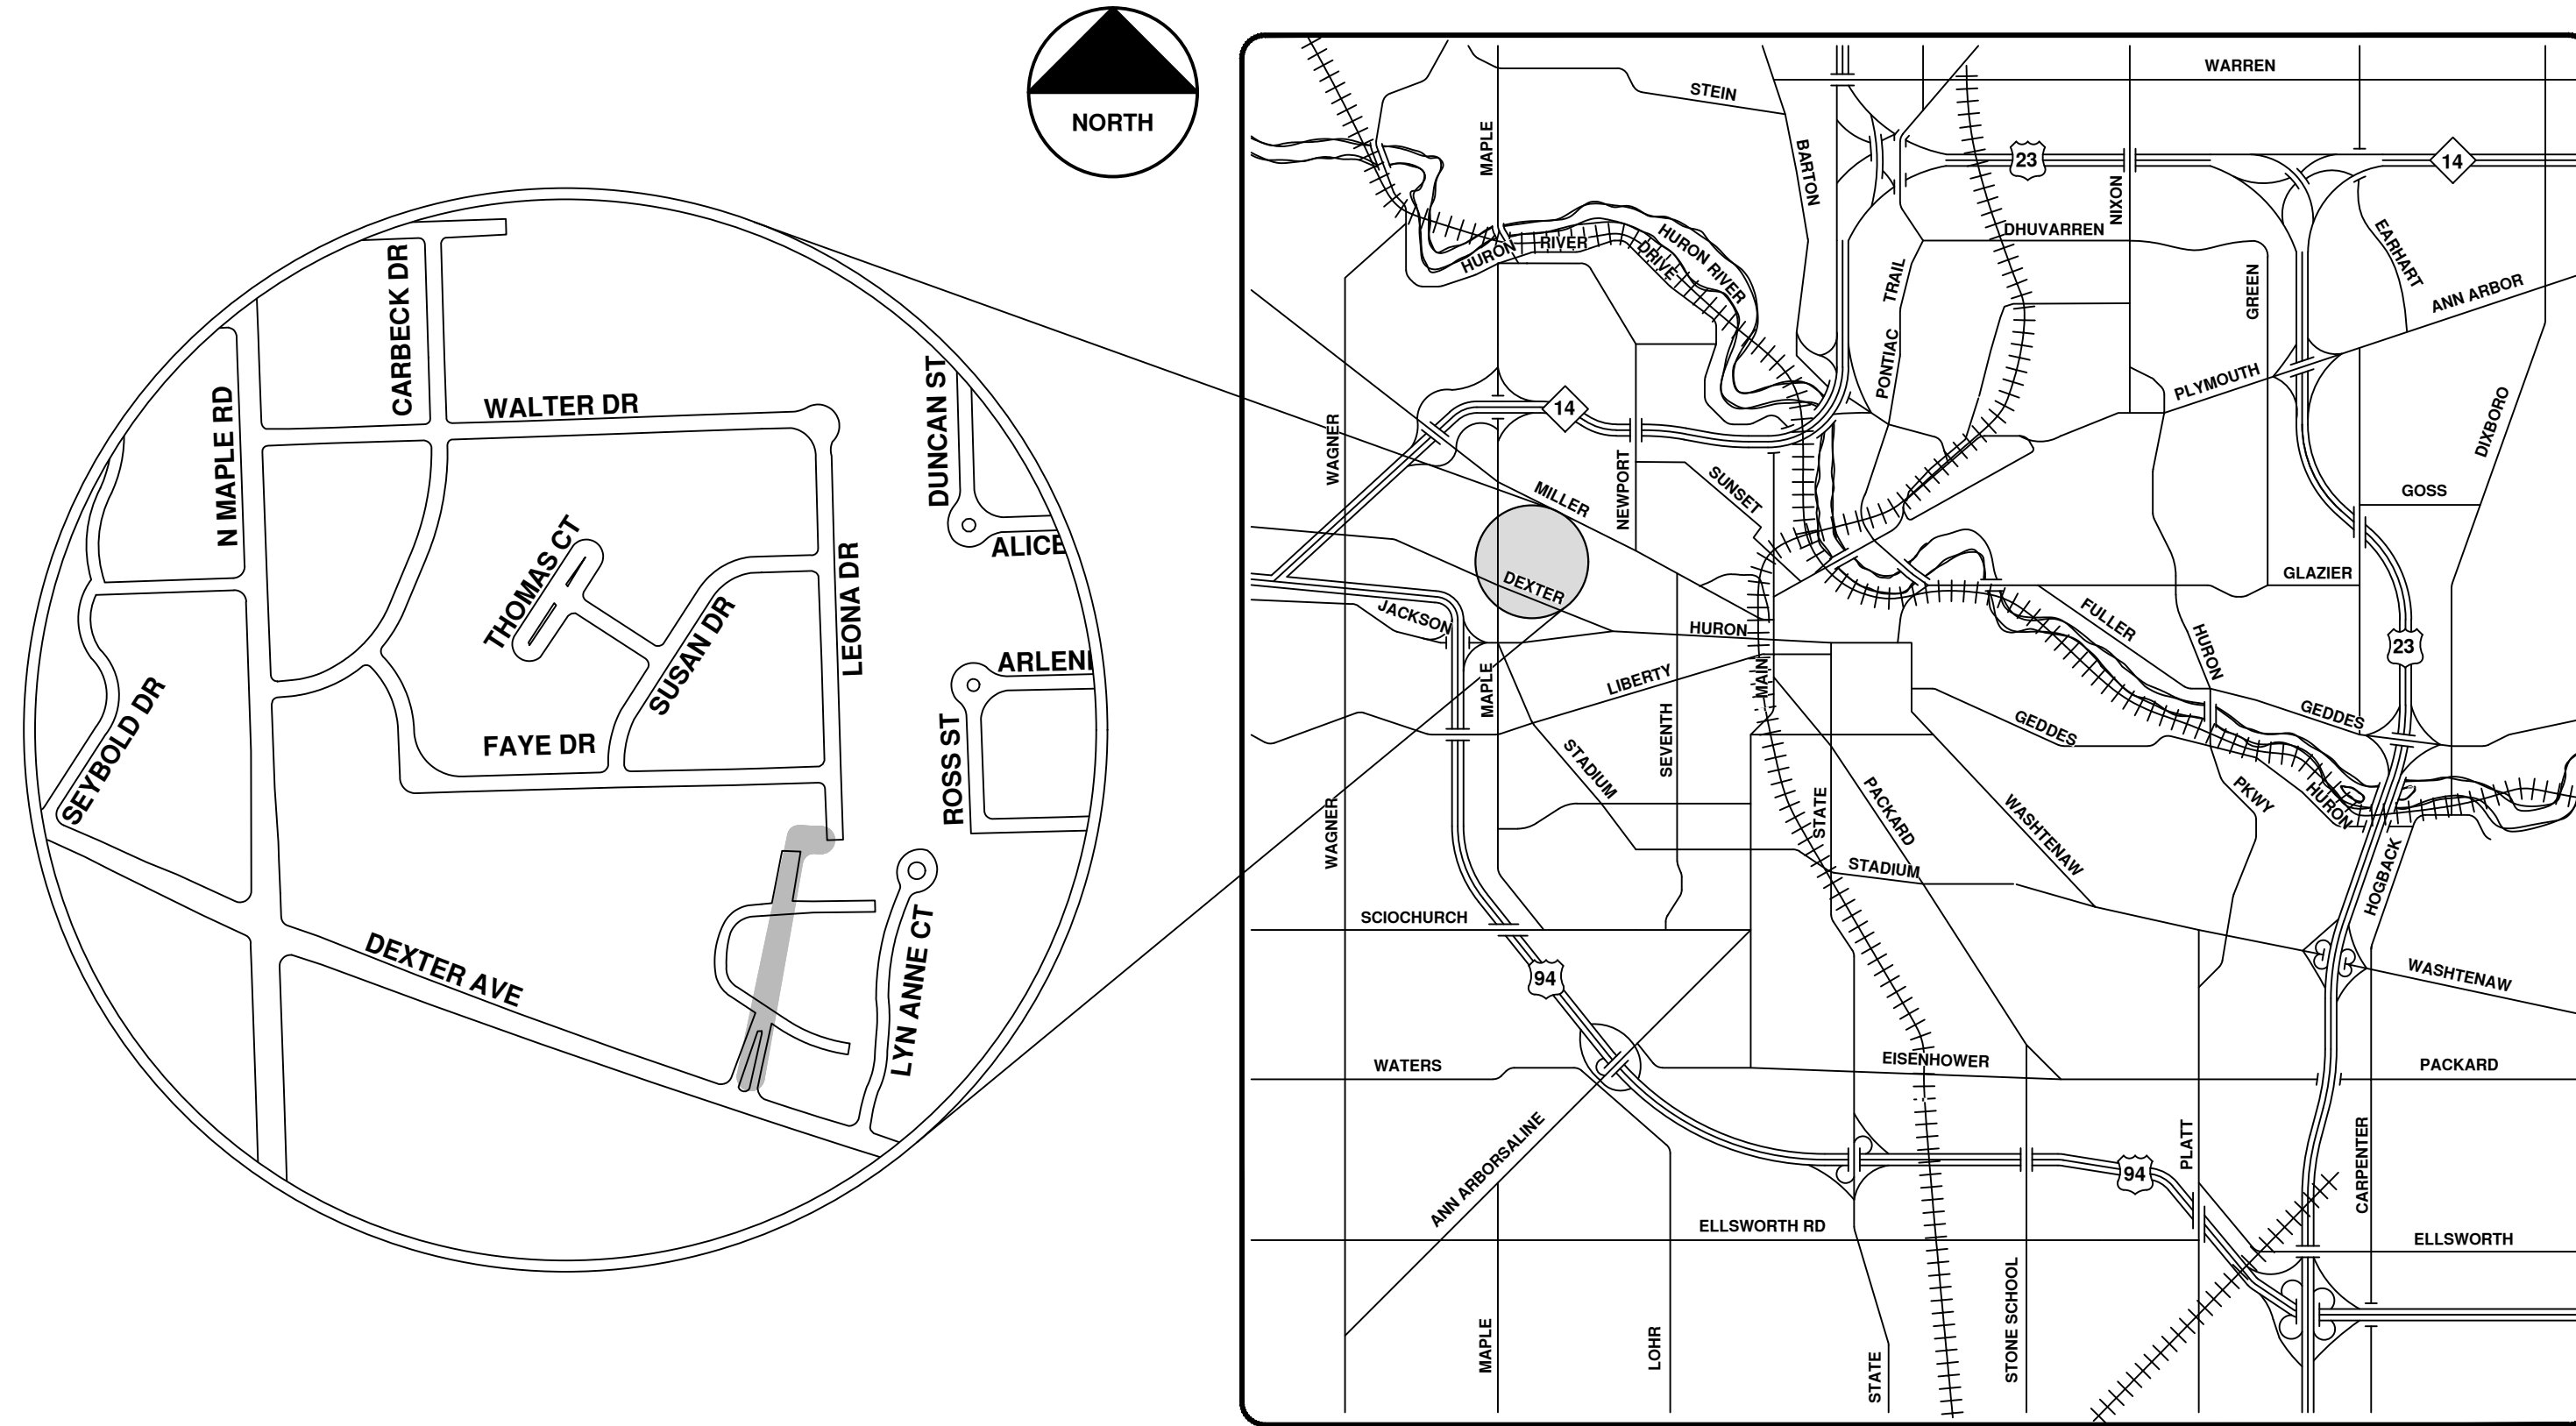 NORTH
CARBECK DR
N MAPLE RD
WALTER DR
DUNCAN ST
ALICE
THOMAS CT
SUSAN DR
LEONA DR
ARLEN
SEYBOLD DR
FAYE DR
ROSS ST
DEXTER AVE
LYN ANNE CT
WARREN
STEIN
MAPLE
BARTON
23
14
NIXON
DHUVARREN
EARHART
HURON
RIVER
DRIVE
HURON RIVER
TRAIL
PONTIAC
GREEN
ANN ARBOR
PLYMOUTH
DIXBORO
14
WAGNER
NEWPORT
MILLER
SUNSET
GOSS
DEXTER
JACKSON
GLAZIER
FULLER
HURON
HURON
23
LIBERTY
MAPLE
MAIN
SEVENTH
STADIUM
GEDDES
GEDDES
WAGNER
STATE
PACKARD
WASHTENAW
PKWY
HURON
STADIUM
HOGBACK
SCIOCHURCH
94
WASHTENAW
WATERS
EISENHOWER
PACKARD
ANN ARBORSALINE
PLATT
CARPENTER
94
ELLSWORTH RD
ELLSWORTH
MAPLE
LOHR
STATE
STONE SCHOOL